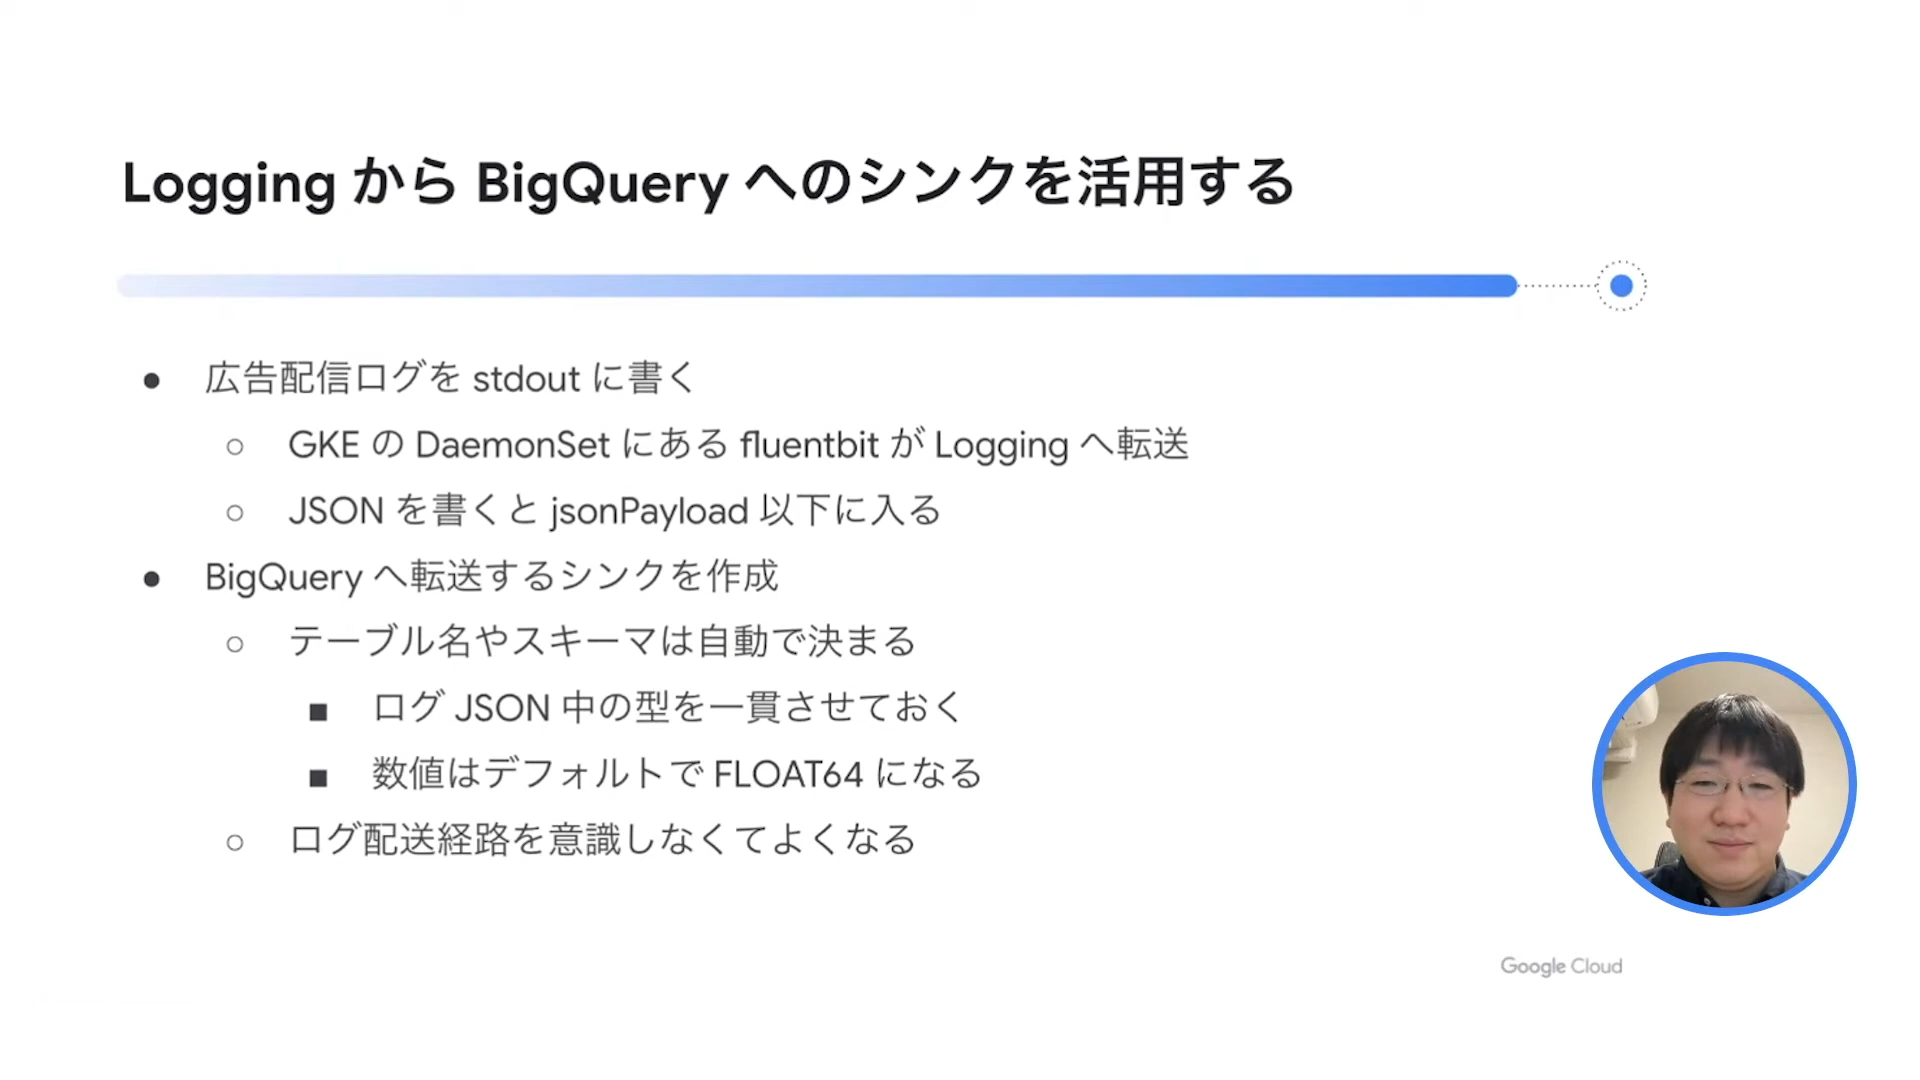 Logging から BigQuery へのシンクを活用する
● 広告配信ログを stdout に書く
○ GKE の DaemonSet にある fluentbit が Logging へ転送
○ JSON を書くと jsonPayload 以下に入る
● BigQuery へ転送するシンクを作成
○ テーブル名やスキーマは自動で決まる
■ ログ JSON 中の型を一貫させておく
■ 数値はデフォルトで FLOAT64 になる
○ ログ配送経路を意識しなくてよくなる
Google Cloud